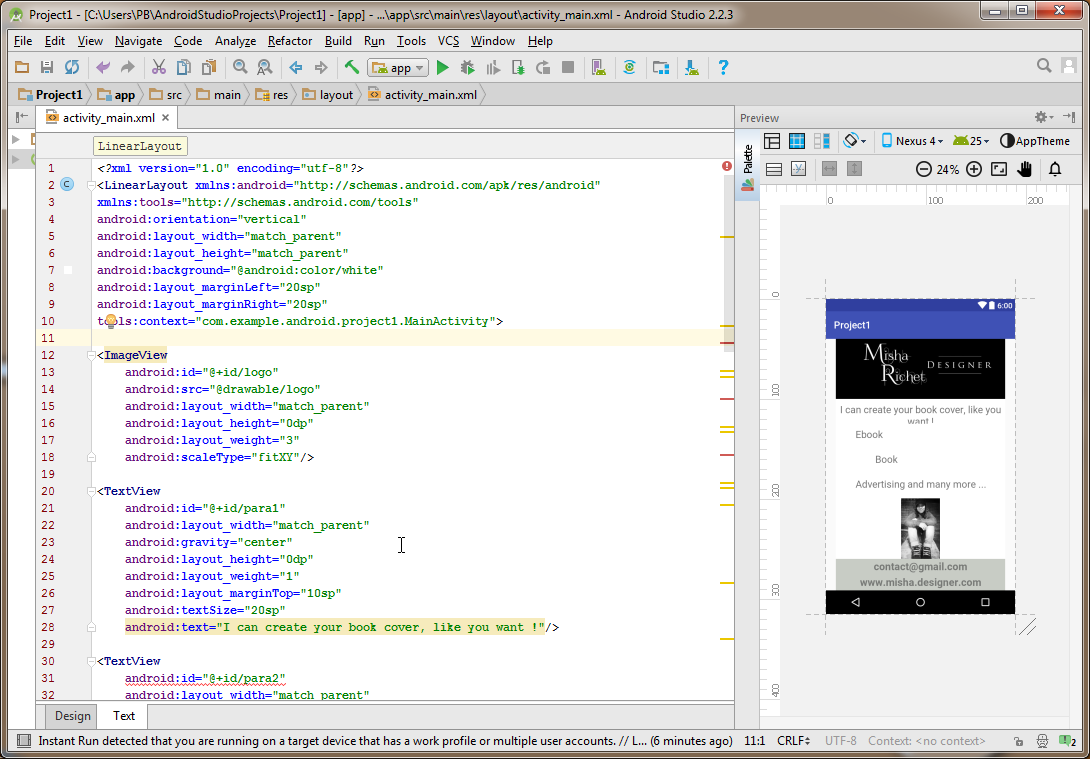 Project1 - [C:\Users\PB\AndroidStudioProjects\Project1] - [app] - ...\app\src\main\res\layout\activity_main.xml - Android Studio 2.2.3
File Edit View Navigate Code Analyze Refactor Build Run Tools VCS Window Help
app
Project1 app src main res layout activity_main.xml
activity_main.xml
LinearLayout
1 <?xml version="1.0" encoding="utf-8"?>
2 C <LinearLayout xmlns:android="http://schemas.android.com/apk/res/android"
3 xmlns:tools="http://schemas.android.com/tools"
4 android:orientation="vertical"
5 android:layout_width="match_parent"
6 android:layout_height="match_parent"
7 android:background="@android:color/white"
8 android:layout_marginLeft="20sp"
9 android:layout_marginRight="20sp"
10 tools:context="com.example.android.project1.MainActivity">
11
12 <ImageView
13 android:id="@+id/logo"
14 android:src="@drawable/logo"
15 android:layout_width="match_parent"
16 android:layout_height="0dp"
17 android:layout_weight="3"
18 android:scaleType="fitXY"/>
19
20 <TextView
21 android:id="@+id/para1"
22 android:layout_width="match_parent"
23 android:gravity="center"
24 android:layout_height="0dp"
25 android:layout_weight="1"
26 android:layout_marginTop="10sp"
27 android:textSize="20sp"
28 android:text="I can create your book cover, like you want !"/>
29
30 <TextView
31 android:id="@+id/para2"
32 android:layout_width="match_parent"
Design Text
Preview
Palette
Nexus 4 25 AppTheme
24%
0 100 200
0
100
200
300
400
6:00
Project1
Misha
Richet
DESIGNER
I can create your book cover, like you
want !
Ebook
Book
Advertising and many more ...
contact@gmail.com
www.misha.designer.com
Instant Run detected that you are running on a target device that has a work profile or multiple user accounts. // L... (6 minutes ago) 11:1 CRLF UTF-8 Context: <no context> 2